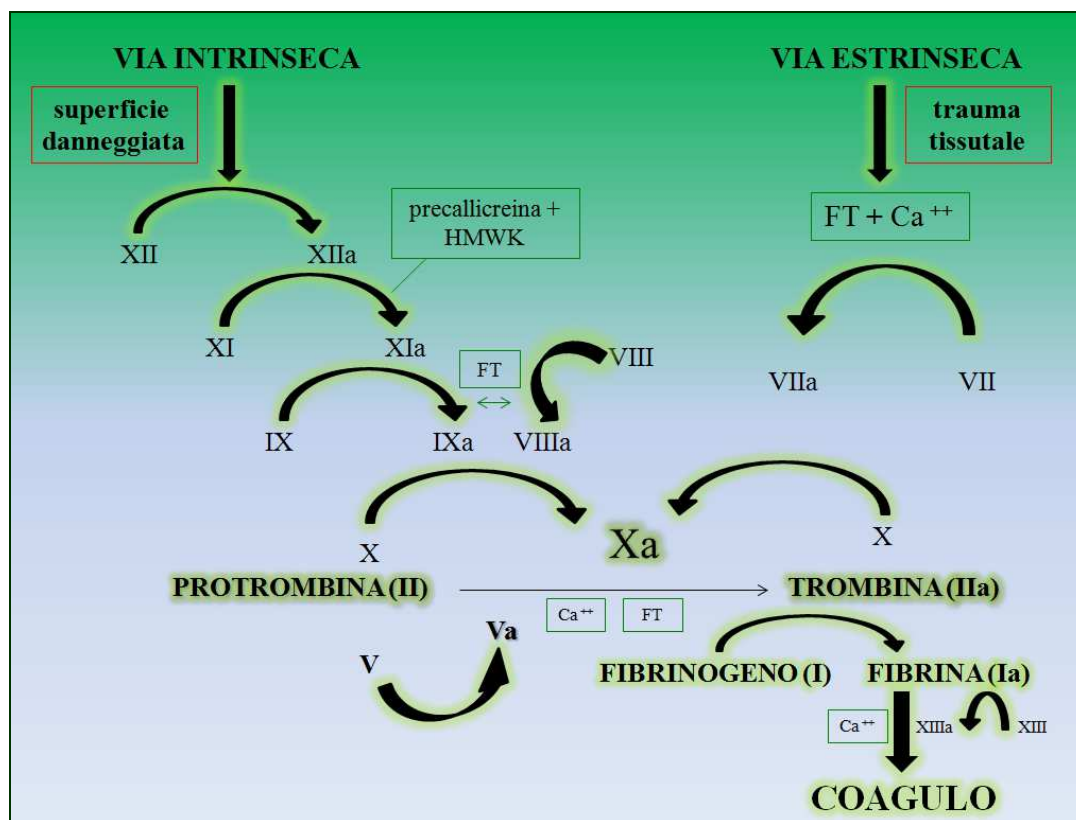 VIA INTRINSECA
VIA ESTRINSECA
superficie
danneggiata
trauma
tissutale
precallicreina +
HMWK
FT + Ca ++
XII
XIIa
XI
XIa
FT
VIII
VIIa
VII
IX
IXa
VIIIa
X
Xa
X
PROTROMBINA (II)
TROMBINA (IIa)
Ca ++
FT
V
Va
FIBRINOGENO (I)
FIBRINA (Ia)
Ca ++
XIIIa
XIII
COAGULO